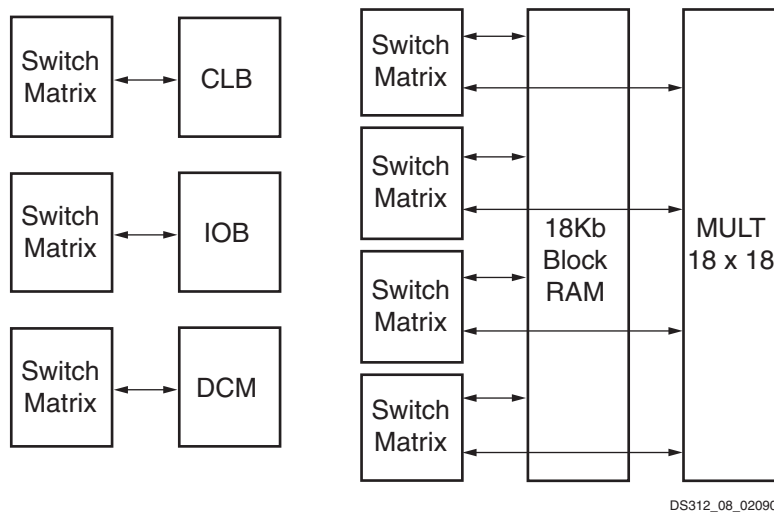 Switch
Matrix
CLB
Switch
Matrix
IOB
Switch
Matrix
DCM
Switch
Matrix
Switch
Matrix
Switch
Matrix
Switch
Matrix
18Kb
Block
RAM
MULT
18 x 18
DS312_08_02090